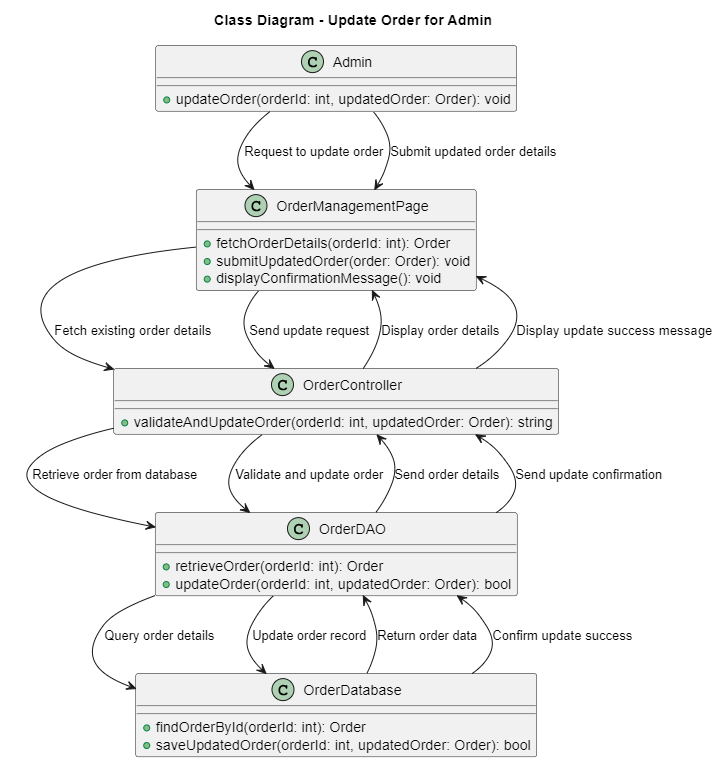 Class Diagram - Update Order for Admin
C Admin
updateOrder(orderId: int, updatedOrder: Order): void
Request to update order
Submit updated order details
C OrderManagementPage
fetchOrderDetails(orderId: int): Order
submitUpdatedOrder(order: Order): void
displayConfirmationMessage(): void
Fetch existing order details
Send update request
Display order details
Display update success message
C OrderController
validateAndUpdateOrder(orderId: int, updatedOrder: Order): string
Retrieve order from database
Validate and update order
Send order details
Send update confirmation
C OrderDAO
retrieveOrder(orderId: int): Order
updateOrder(orderId: int, updatedOrder: Order): bool
Query order details
Update order record
Return order data
Confirm update success
C OrderDatabase
findOrderById(orderId: int): Order
saveUpdatedOrder(orderId: int, updatedOrder: Order): bool